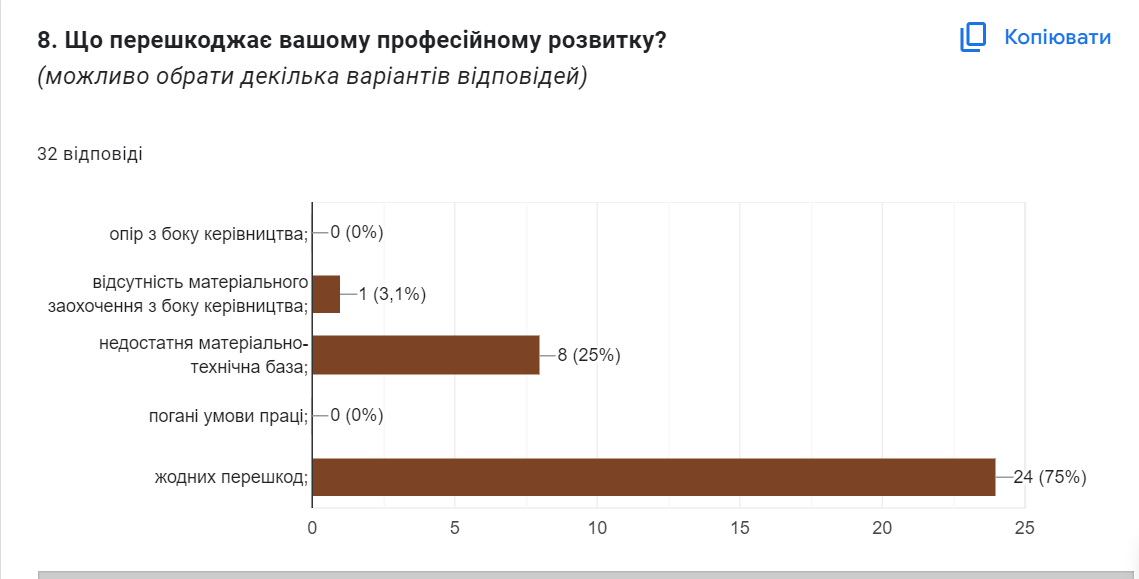 8. Що перешкоджає вашому професійному розвитку?
Копіювати
(можливо обрати декілька варіантів відповідей)
32 відповіді
опір з боку керівництва;
0 (0%)
відсутність матеріального
заохочення з боку керівництва;
1 (3,1%)
недостатня матеріально-
технічна база;
8 (25%)
погані умови праці;
0 (0%)
жодних перешкод;
24 (75%)
0 5 10 15 20 25